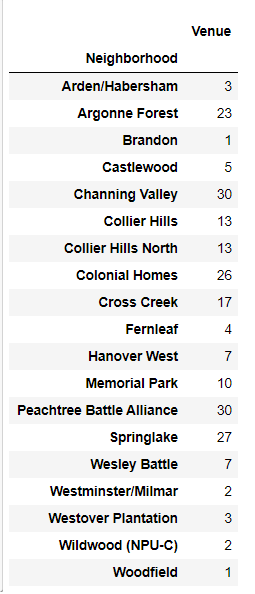 Venue
Neighborhood
Arden/Habersham 3
Argonne Forest 23
Brandon 1
Castlewood 5
Channing Valley 30
Collier Hills 13
Collier Hills North 13
Colonial Homes 26
Cross Creek 17
Fernleaf 4
Hanover West 7
Memorial Park 10
Peachtree Battle Alliance 30
Springlake 27
Wesley Battle 7
Westminster/Milmar 2
Westover Plantation 3
Wildwood (NPU-C) 2
Woodfield 1